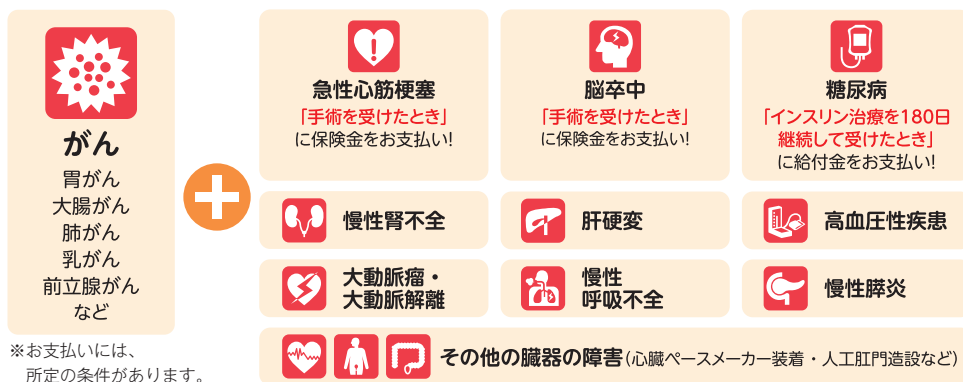 がん
胃がん
大腸がん
肺がん
乳がん
前立腺がん
など
※お支払いには、
所定の条件があります。
急性心筋梗塞
「手術を受けたとき」
に保険金をお支払い!
脳卒中
「手術を受けたとき」
に保険金をお支払い!
糖尿病
「インスリン治療を180日
継続して受けたとき」
に給付金をお支払い!
慢性腎不全
肝硬変
高血圧性疾患
大動脈瘤・
大動脈解離
慢性
呼吸不全
慢性膵炎
その他の臓器の障害(心臓ペースメーカー装着・人工肛門造設など)